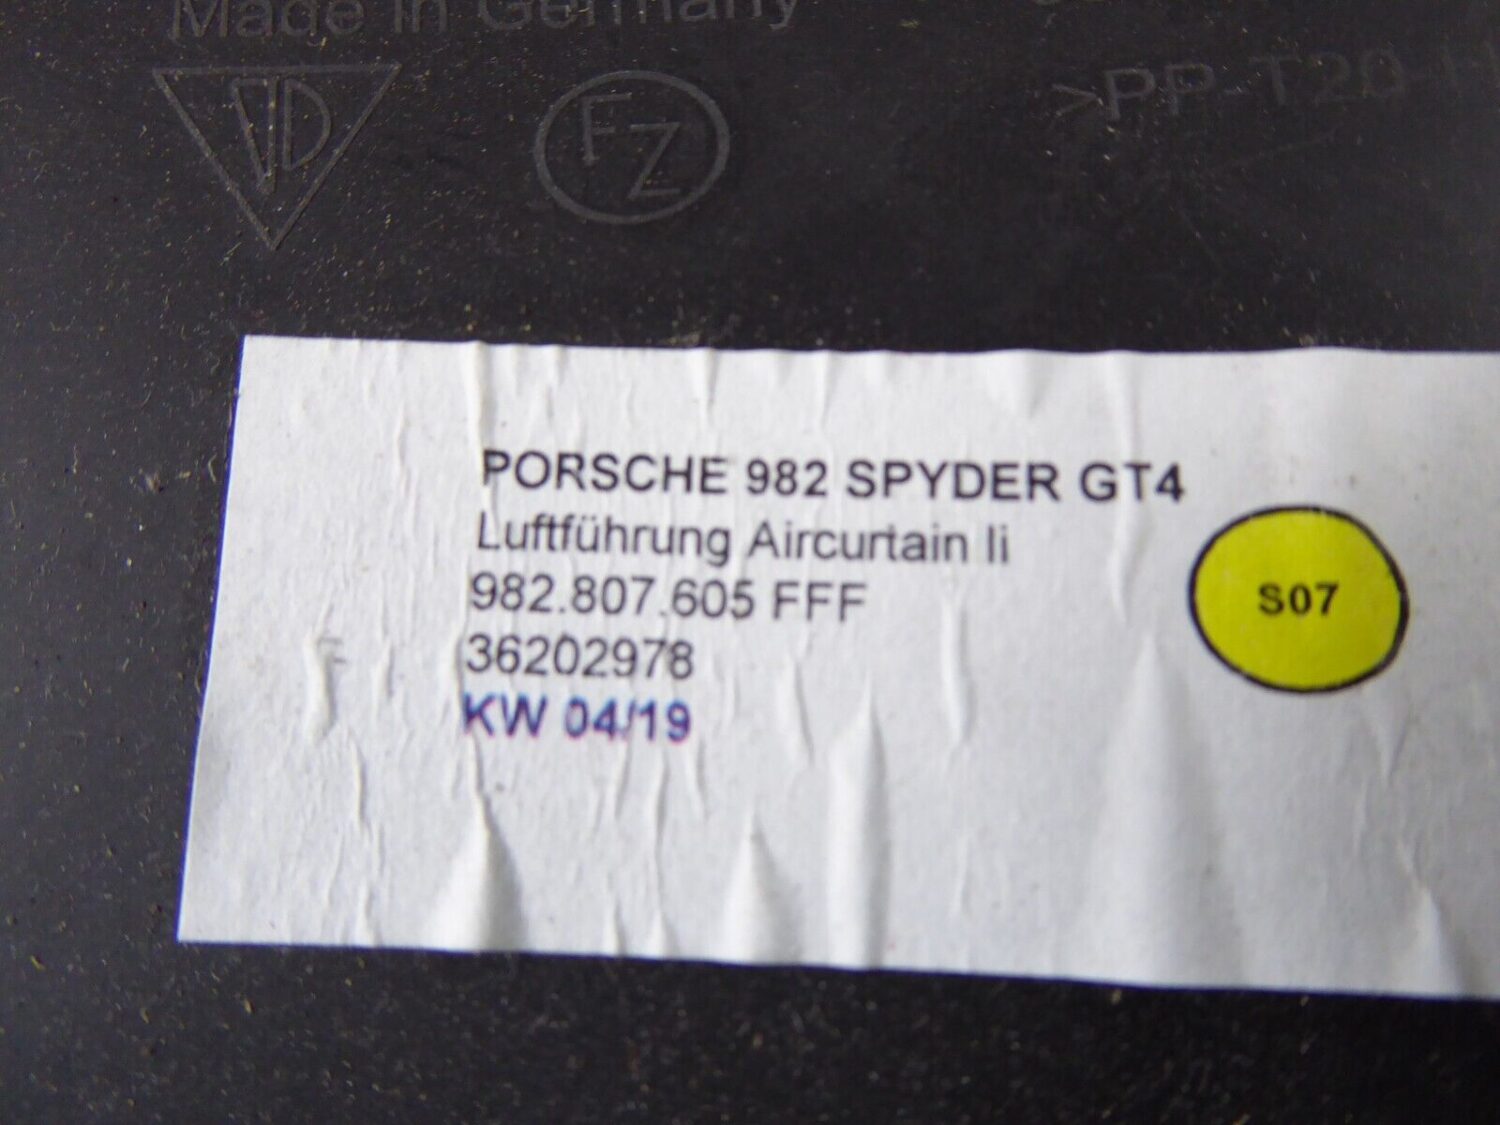 Made in Germany
FZ
>PP-T20
PORSCHE 982 SPYDER GT4
Luftführung Aircurtain li
982.807.605 FFF
36202978
KW 04/19
S07